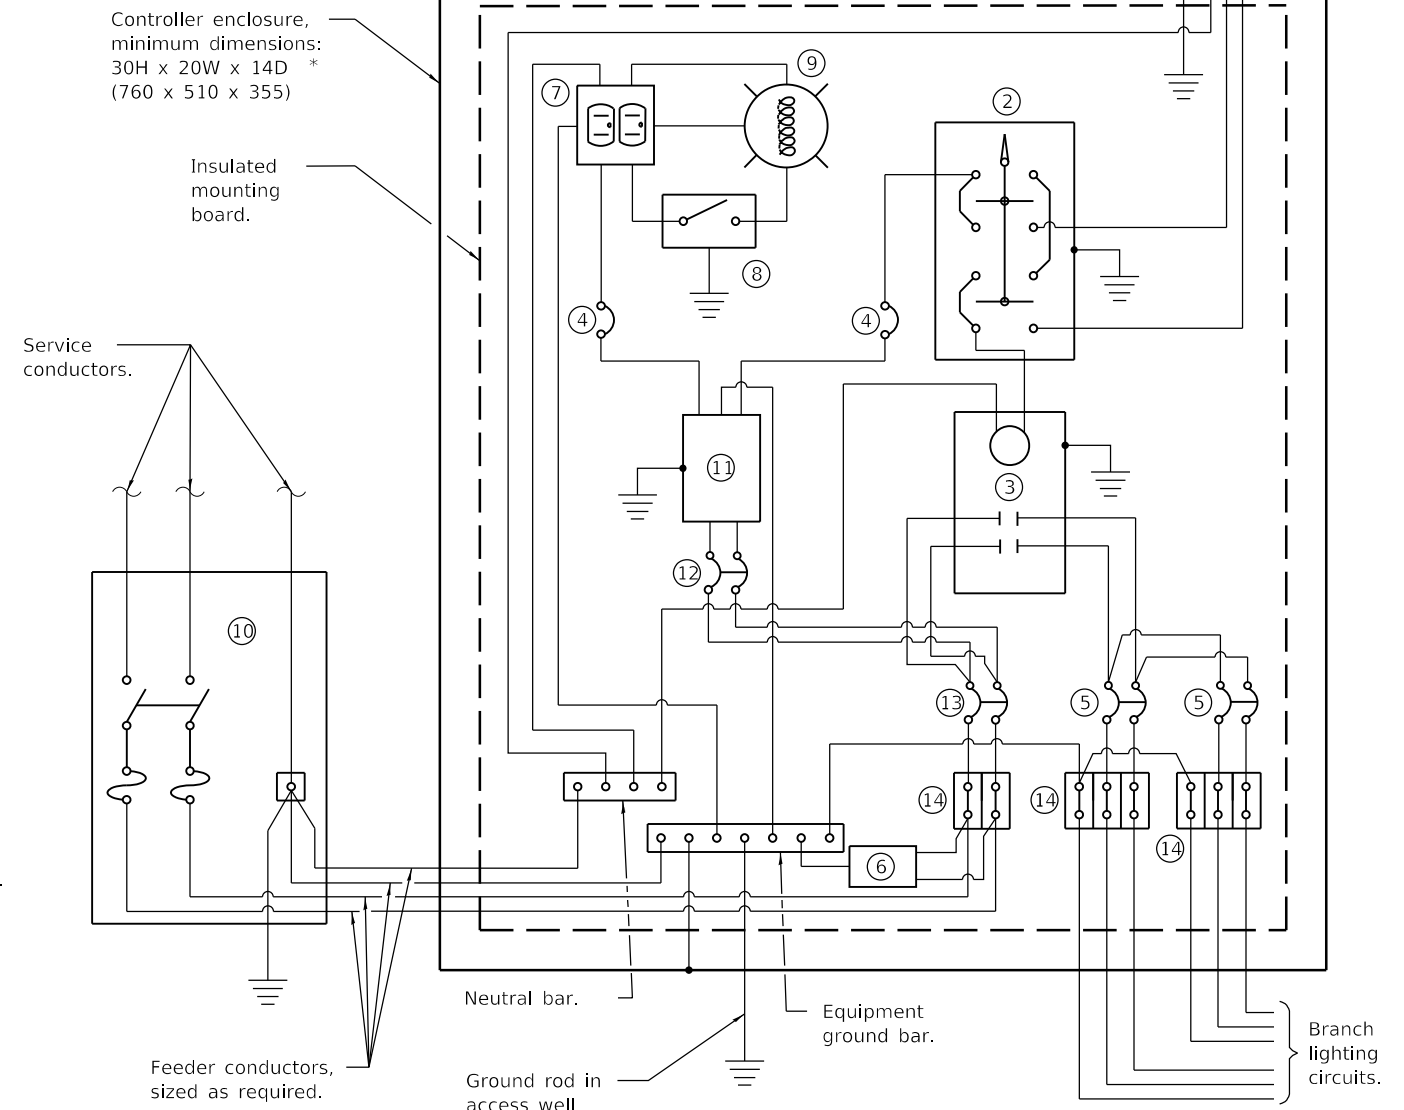 Controller enclosure,
minimum dimensions:
30H x 20W x 14D *
(760 x 510 x 355)
Insulated
mounting
board.
Service
conductors.
9
7
2
8
4
4
11
3
12
10
13
5
5
14
14
14
6
Neutral bar.
Equipment
ground bar.
Feeder conductors,
sized as required.
Ground rod in
access well
Branch
lighting
circuits.